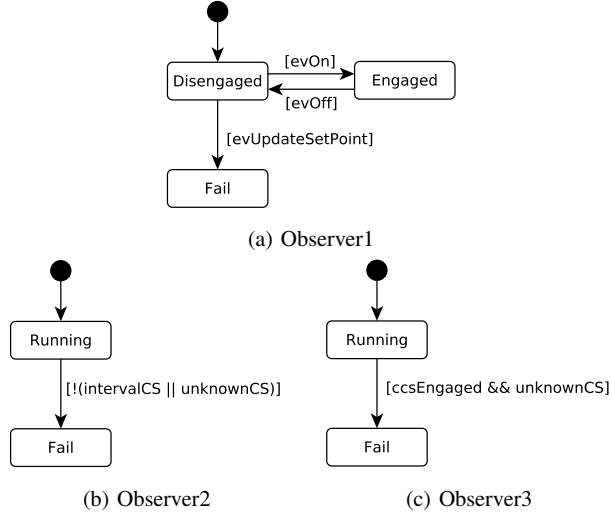 [evOn]
Disengaged
Engaged
[evOff]
[evUpdateSetPoint]
Fail
(a) Observer1
Running
[!(intervalCS || unknownCS)]
Fail
(b) Observer2
Running
[ccsEngaged && unknownCS]
Fail
(c) Observer3